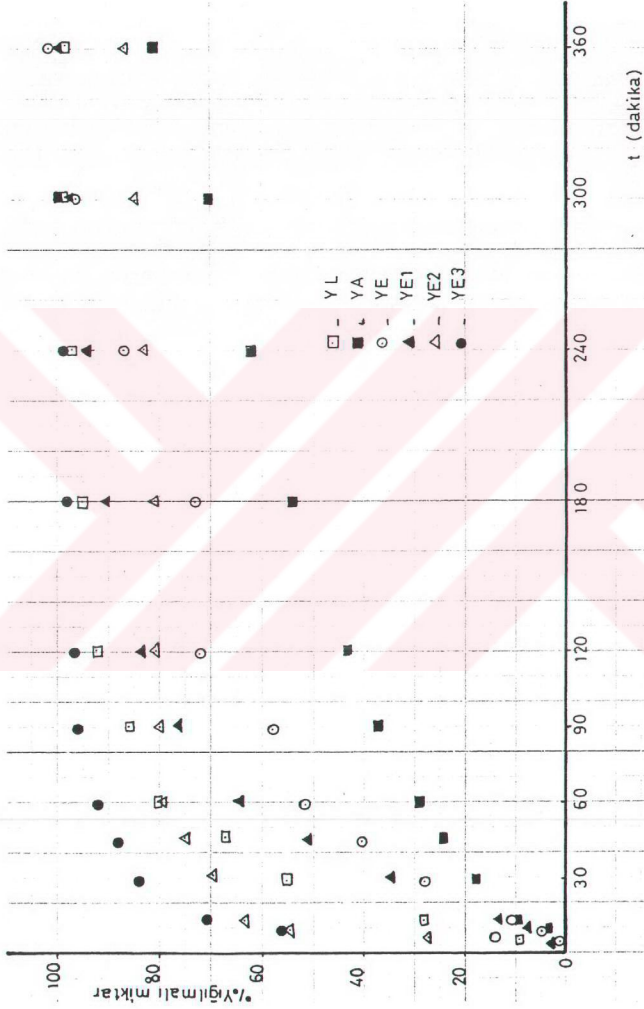 %Yığılmalı miktar
100
80
60
40
20
0
30
60
90
120
180
240
300
360
t (dakika)
□ - YL
■ - YA
⊙ - YE
▲ - YE1
△ - YE2
● - YE3